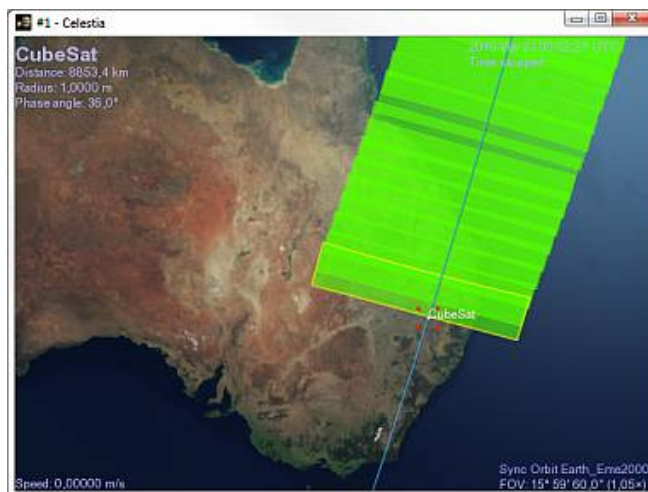 #1 - Celestia
CubeSat
Distance: 8853,4 km
Radius: 1,0000 m
Phase angle: 36,0°
Time stopped
CubeSat
Speed: 0,00000 m/s
Sync Orbit Earth_Eme2000
FOV: 15° 59' 60,0" (1,05×)